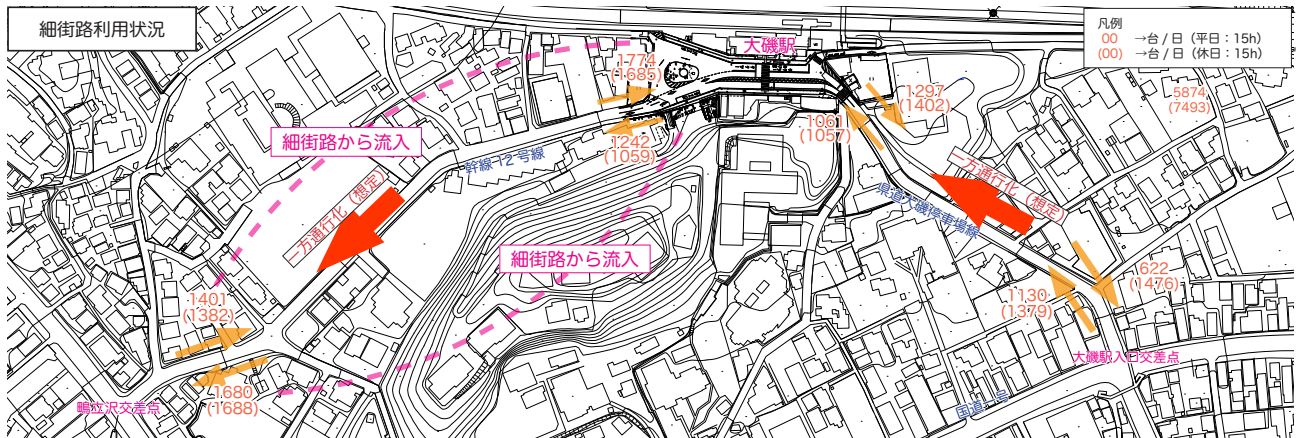 細街路利用状況
凡例
00 →台 / 日 (平日:15h)
(00) →台 / 日 (休日:15h)
大磯駅
1774
(1685)
1297
(1402)
5874
(7493)
1061
(1057)
細街路から流入
1242
(1059)
幹線 12 号線
一方通行化(想定)
一方通行化(想定)
県道大磯停車場線
細街路から流入
622
(1476)
1401
(1382)
1130
(1379)
大磯駅入口交差点
1680
(1688)
鴫立沢交差点
国道一号